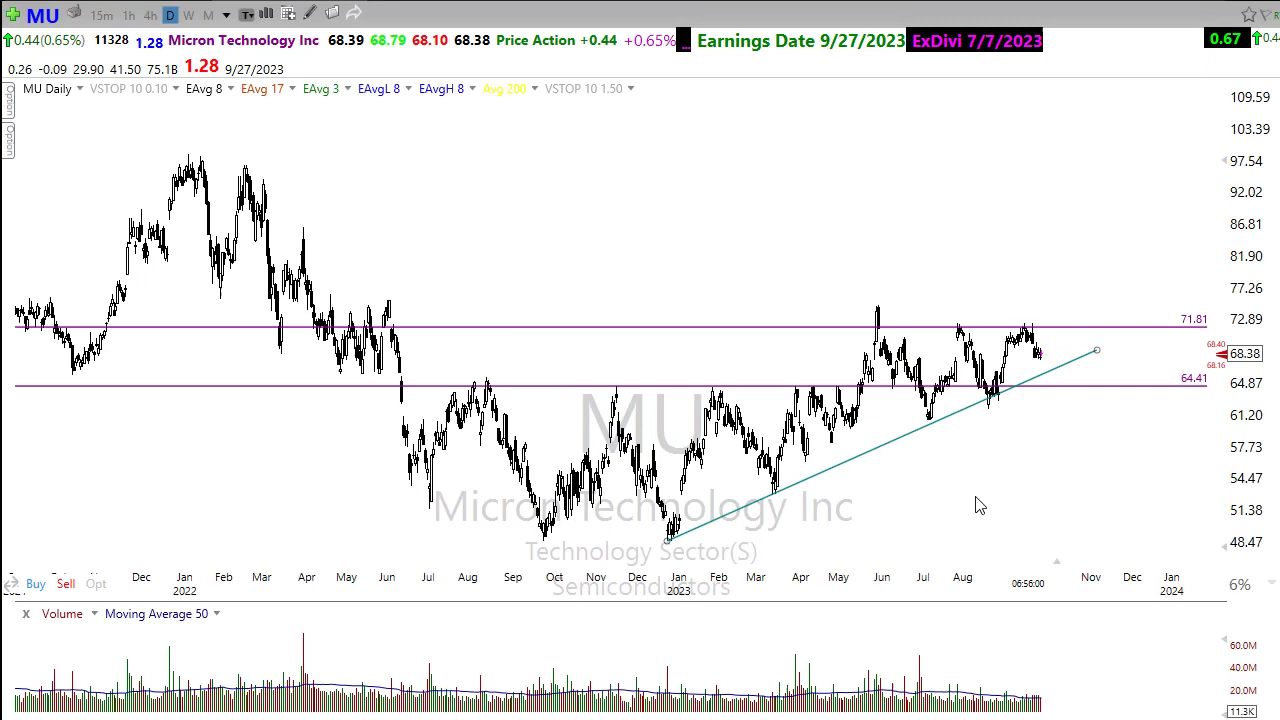 MU 15m 1h 4h D W M T
0.44(0.65%) 11328 1.28 Micron Technology Inc 68.39 68.79 68.10 68.38 Price Action +0.44 +0.65% Earnings Date 9/27/2023 ExDivi 7/7/2023 0.67
0.26 -0.09 29.90 41.50 75.1B 1.28 9/27/2023
Option
Option
MU Daily VSTOP 10 0.10 EAvg 8 EAvg 17 EAvg 3 EAvgL 8 EAvgH 8 Avg 200 VSTOP 10 1.50
109.59
103.39
97.54
92.02
86.81
81.90
77.26
72.89
71.81
68.40
68.38
68.16
64.41
64.87
61.20
57.73
54.47
51.38
48.47
MU
Micron Technology Inc
Technology Sector(S)
Semiconductors
Dec Jan Feb Mar Apr May Jun Jul Aug Sep Oct Nov Dec Jan Feb Mar Apr May Jun Jul Aug Nov Dec Jan
2022 2023 06:56:00 2024
Buy Sell Opt
6%
X Volume Moving Average 50
60.0M
40.0M
20.0M
11.3K